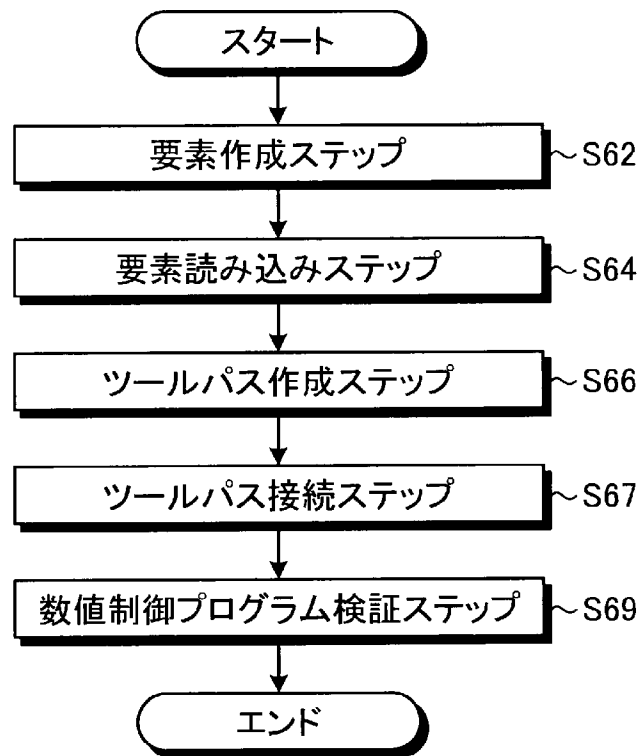 スタート
要素作成ステップ ~S62
要素読み込みステップ ~S64
ツールパス作成ステップ ~S66
ツールパス接続ステップ ~S67
数値制御プログラム検証ステップ ~S69
エンド